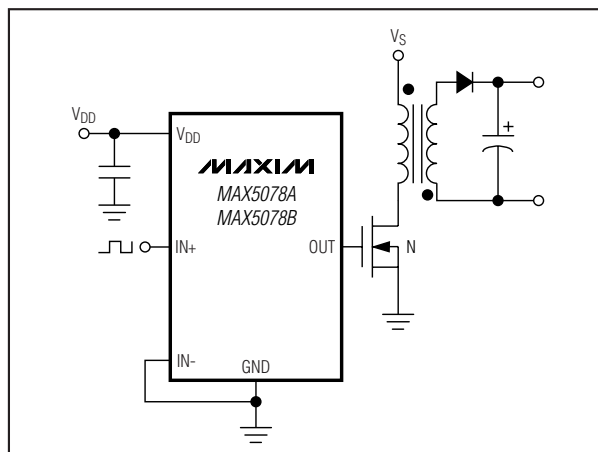 VS
VDD
VDD
MAXIM
MAX5078A
MAX5078B
IN+
OUT
N
IN-
GND
+